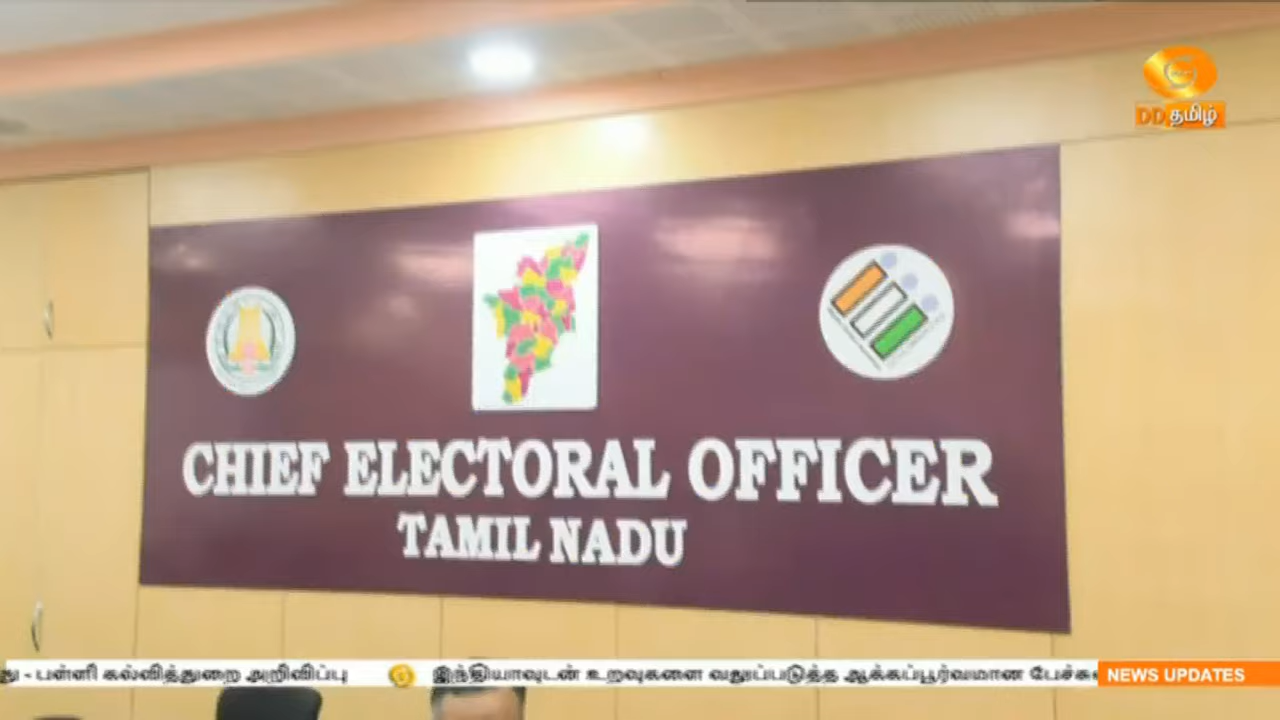 DD தமிழ்
CHIEF ELECTORAL OFFICER
TAMIL NADU
து - பள்ளி கல்வித்துறை அறிவிப்பு இந்தியாவுடன் உறவுகளை வலுப்படுத்த ஆக்கப்பூர்வமான
NEWS UPDATES